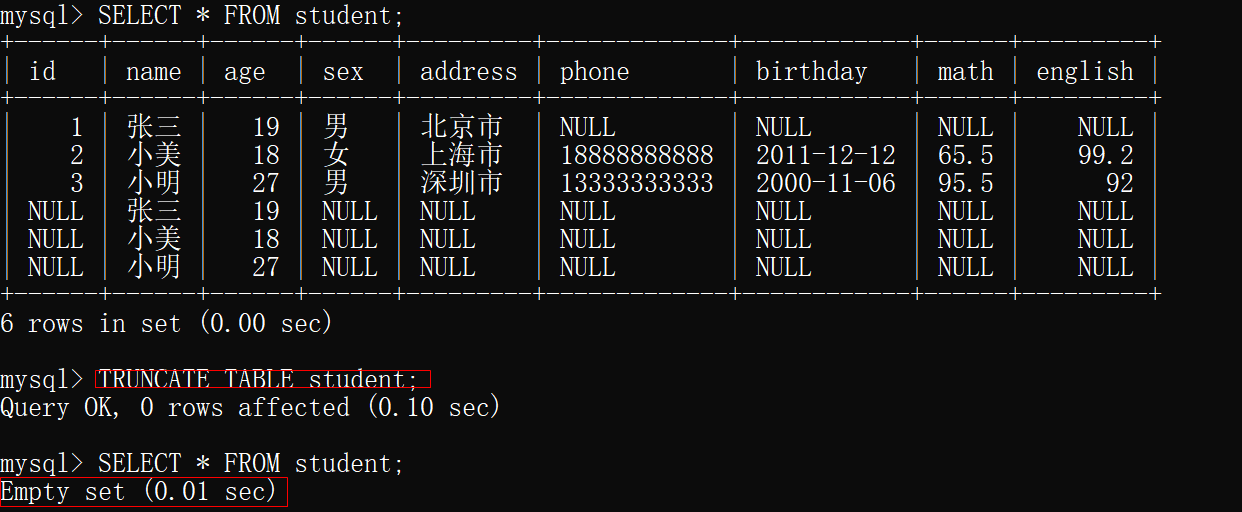 mysql> SELECT * FROM student;
+------+------+------+------+---------+-------------+------------+------+---------+
| id | name | age | sex | address | phone | birthday | math | english |
+------+------+------+------+---------+-------------+------------+------+---------+
| 1 | 张三 | 19 | 男 | 北京市 | NULL | NULL | NULL | NULL |
| 2 | 小美 | 18 | 女 | 上海市 | 18888888888 | 2011-12-12 | 65.5 | 99.2 |
| 3 | 小明 | 27 | 男 | 深圳市 | 13333333333 | 2000-11-06 | 95.5 | 92 |
| NULL | 张三 | 19 | NULL | NULL | NULL | NULL | NULL | NULL |
| NULL | 小美 | 18 | NULL | NULL | NULL | NULL | NULL | NULL |
| NULL | 小明 | 27 | NULL | NULL | NULL | NULL | NULL | NULL |
+------+------+------+------+---------+-------------+------------+------+---------+
6 rows in set (0.00 sec)
mysql> TRUNCATE TABLE student;
Query OK, 0 rows affected (0.10 sec)
mysql> SELECT * FROM student;
Empty set (0.01 sec)